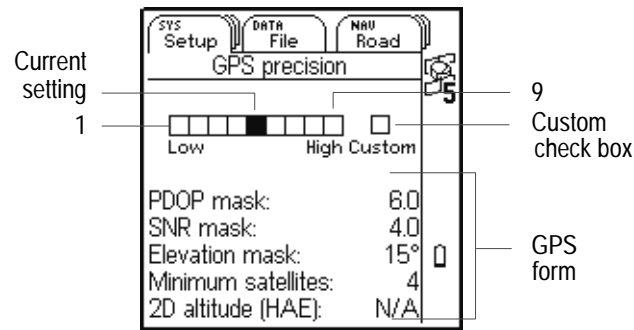 SYS DATA NAV
Setup File Road
GPS precision
5
Current
setting
1
9
Custom
check box
Low High Custom
PDOP mask: 6.0
SNR mask: 4.0
Elevation mask: 15°
Minimum satellites: 4
2D altitude (HAE): N/A
GPS
form